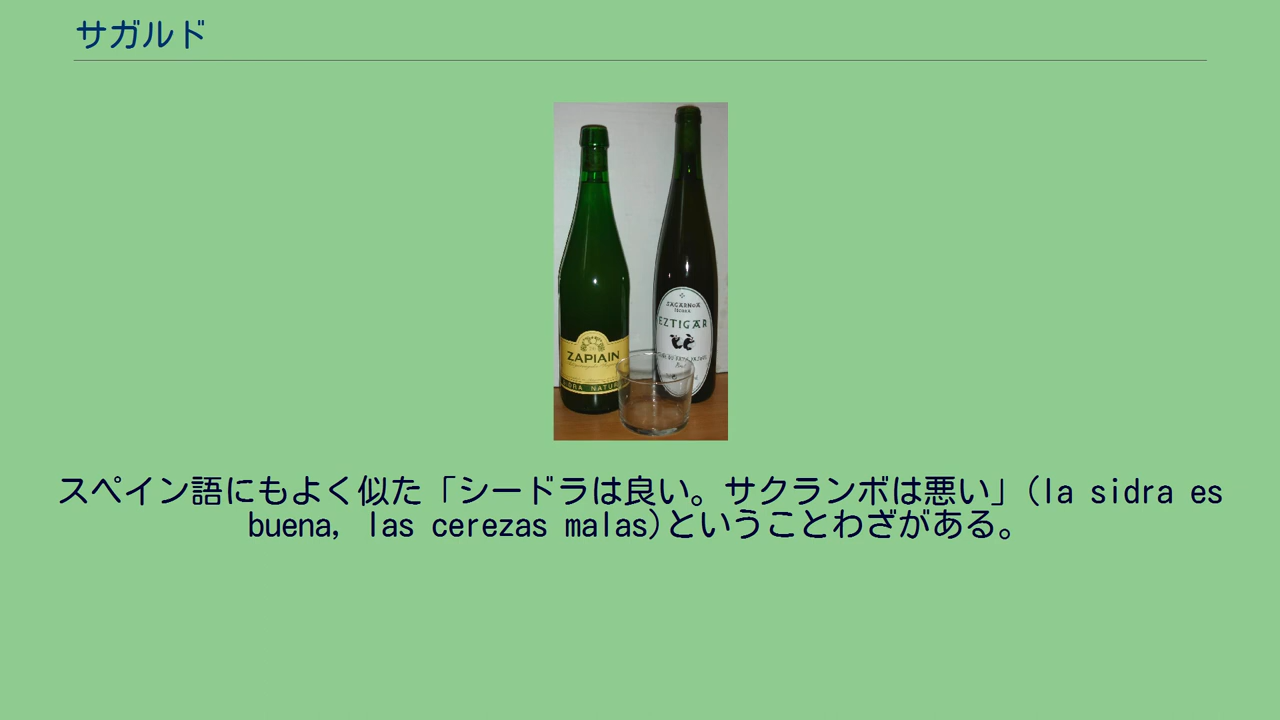 サガルド
ZAPIAIN
EZTIGAR
スペイン語にもよく似た「シードラは良い。サクランボは悪い」(la sidra es
buena, las cerezas malas)ということわざがある。